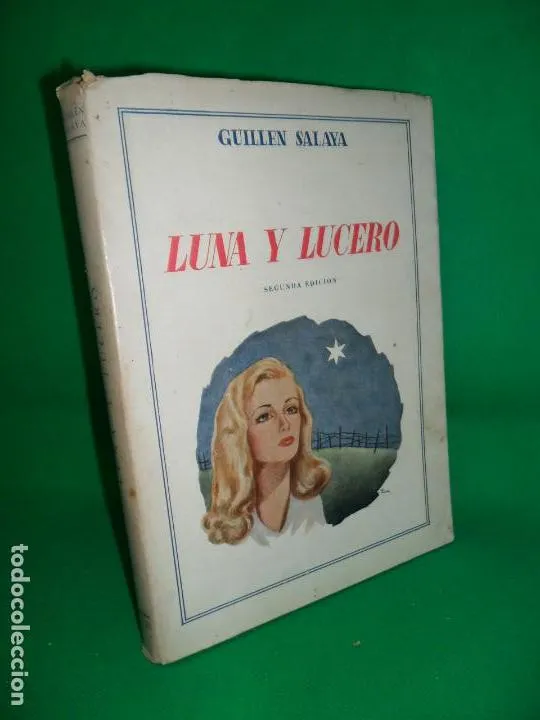 GUILLEN SALAYA
LUNA Y LUCERO
SEGUNDA EDICION
todocoleccion